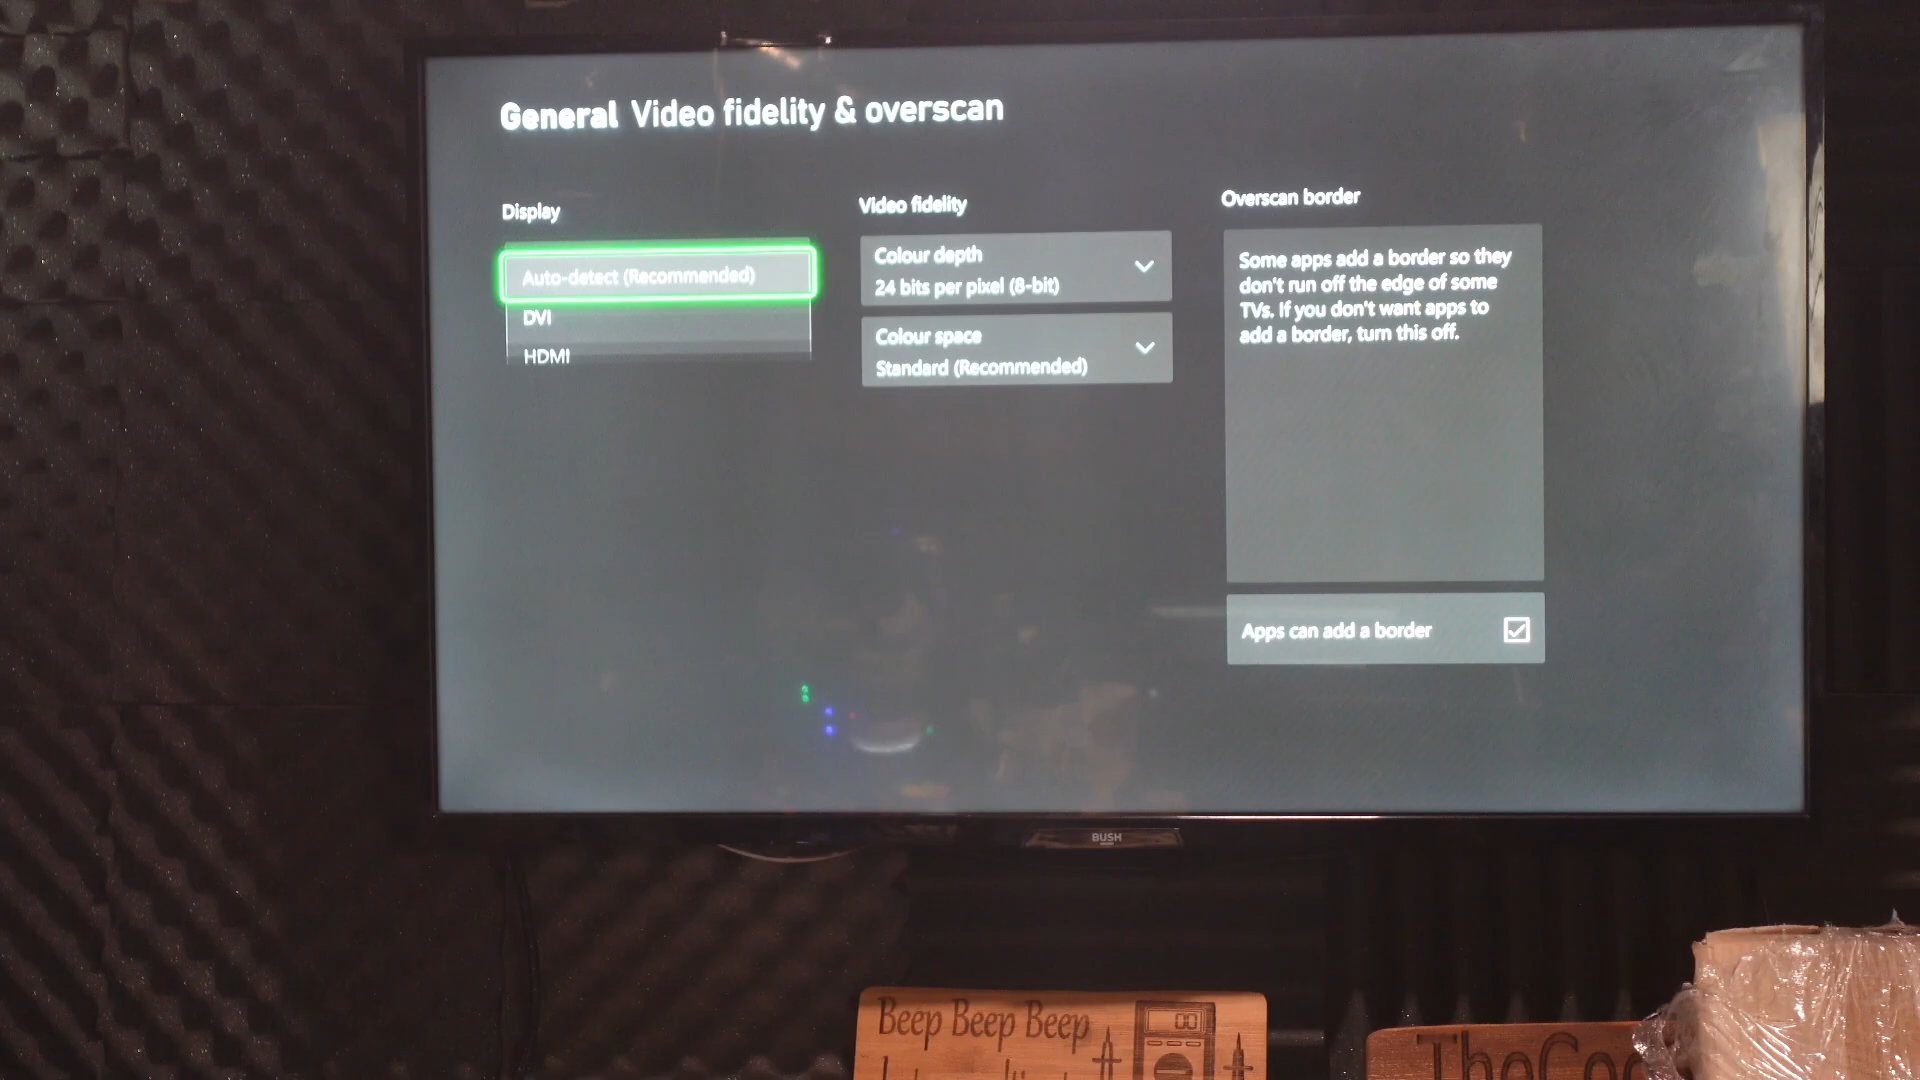 General Video fidelity & overscan
Display
Auto-detect (Recommended)
DVI
HDMI
Video fidelity
Colour depth
24 bits per pixel (8-bit)
Colour space
Standard (Recommended)
Overscan border
Some apps add a border so they
don't run off the edge of some
TVs. If you don't want apps to
add a border, turn this off.
Apps can add a border
BUSH
Beep Beep Beep
00